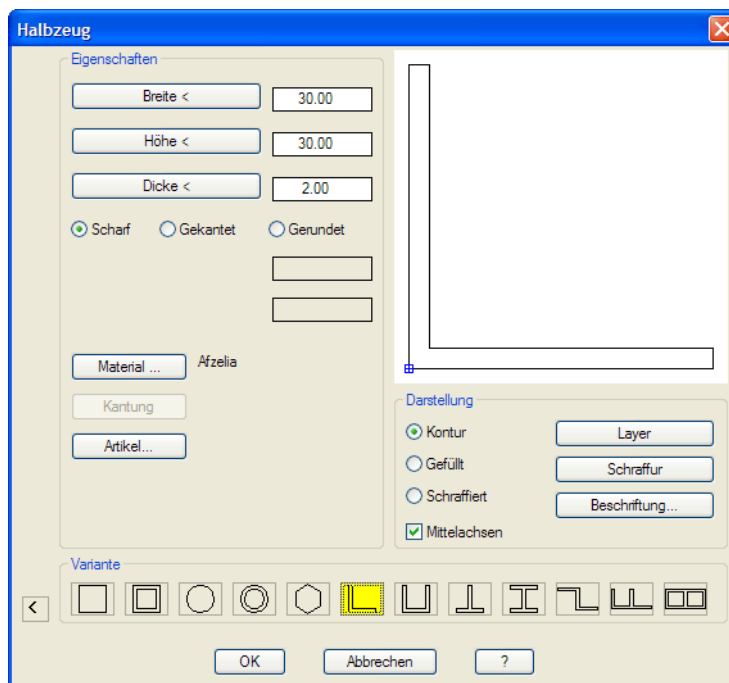 Halbzeug
Eigenschaften
Breite <
30.00
Höhe <
30.00
Dicke <
2.00
Scharf
Gekantet
Gerundet
Material ...
Afzelia
Kantung
Artikel...
Darstellung
Kontur
Layer
Gefüllt
Schraffur
Schraffiert
Beschriftung...
Mittelachsen
Variante
<
OK
Abbrechen
?